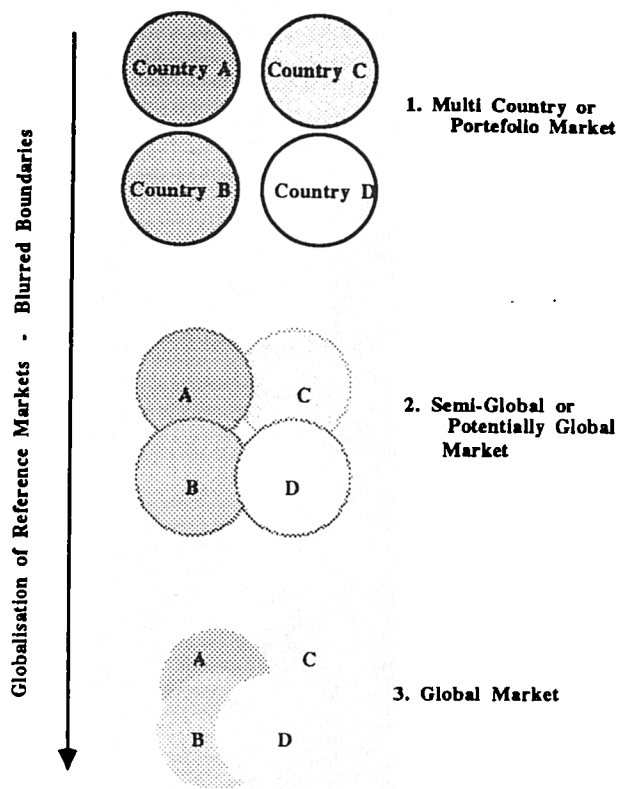 Globalisation of Reference Markets - Blurred Boundaries
Country A
Country C
1. Multi Country or
Portefolio Market
Country B
Country D
A
C
2. Semi-Global or
Potentially Global
Market
B
D
A
C
3. Global Market
B
D